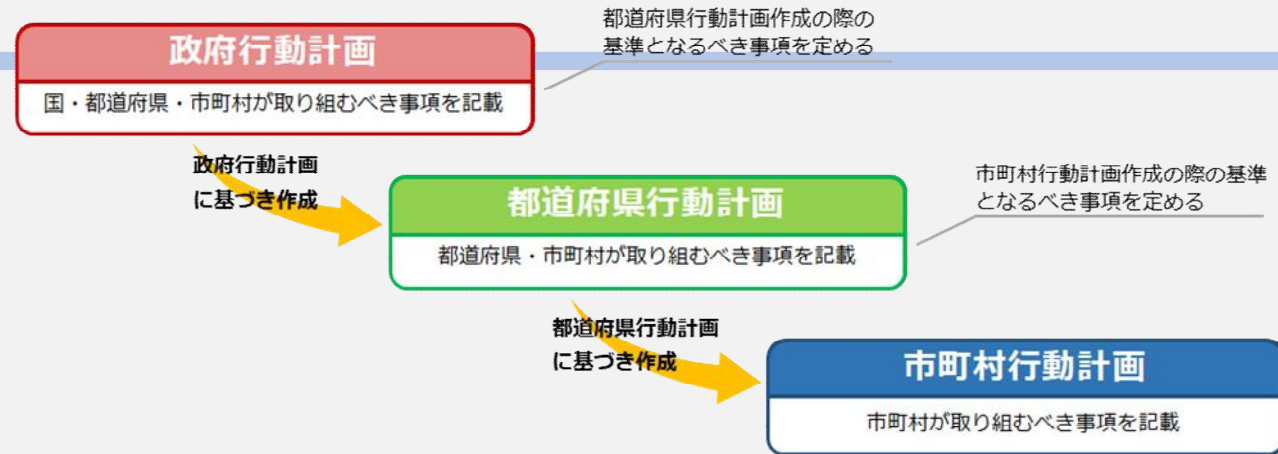 都道府県行動計画作成の際の
基準となるべき事項を定める
政府行動計画
国・都道府県・市町村が取り組むべき事項を記載
政府行動計画
に基づき作成
市町村行動計画作成の際の基準
となるべき事項を定める
都道府県行動計画
都道府県・市町村が取り組むべき事項を記載
都道府県行動計画
に基づき作成
市町村行動計画
市町村が取り組むべき事項を記載